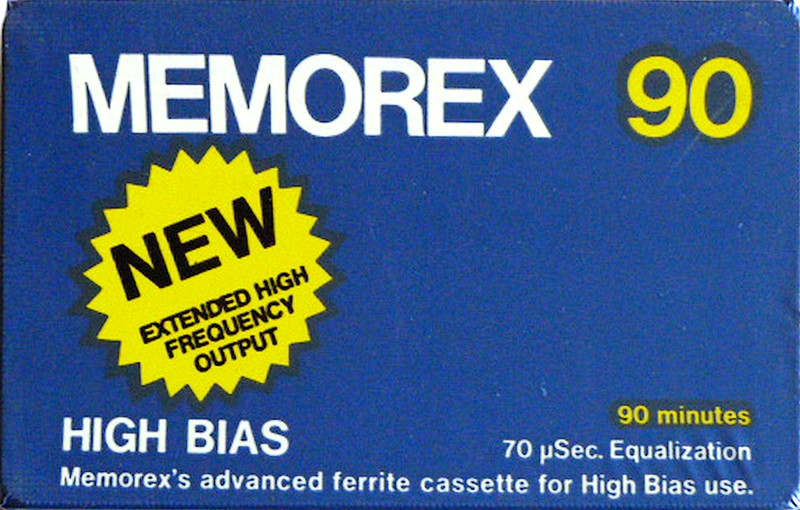 MEMOREX 90
NEW
EXTENDED HIGH
FREQUENCY
OUTPUT
90 minutes
HIGH BIAS
70 µSec. Equalization
Memorex's advanced ferrite cassette for High Bias use.